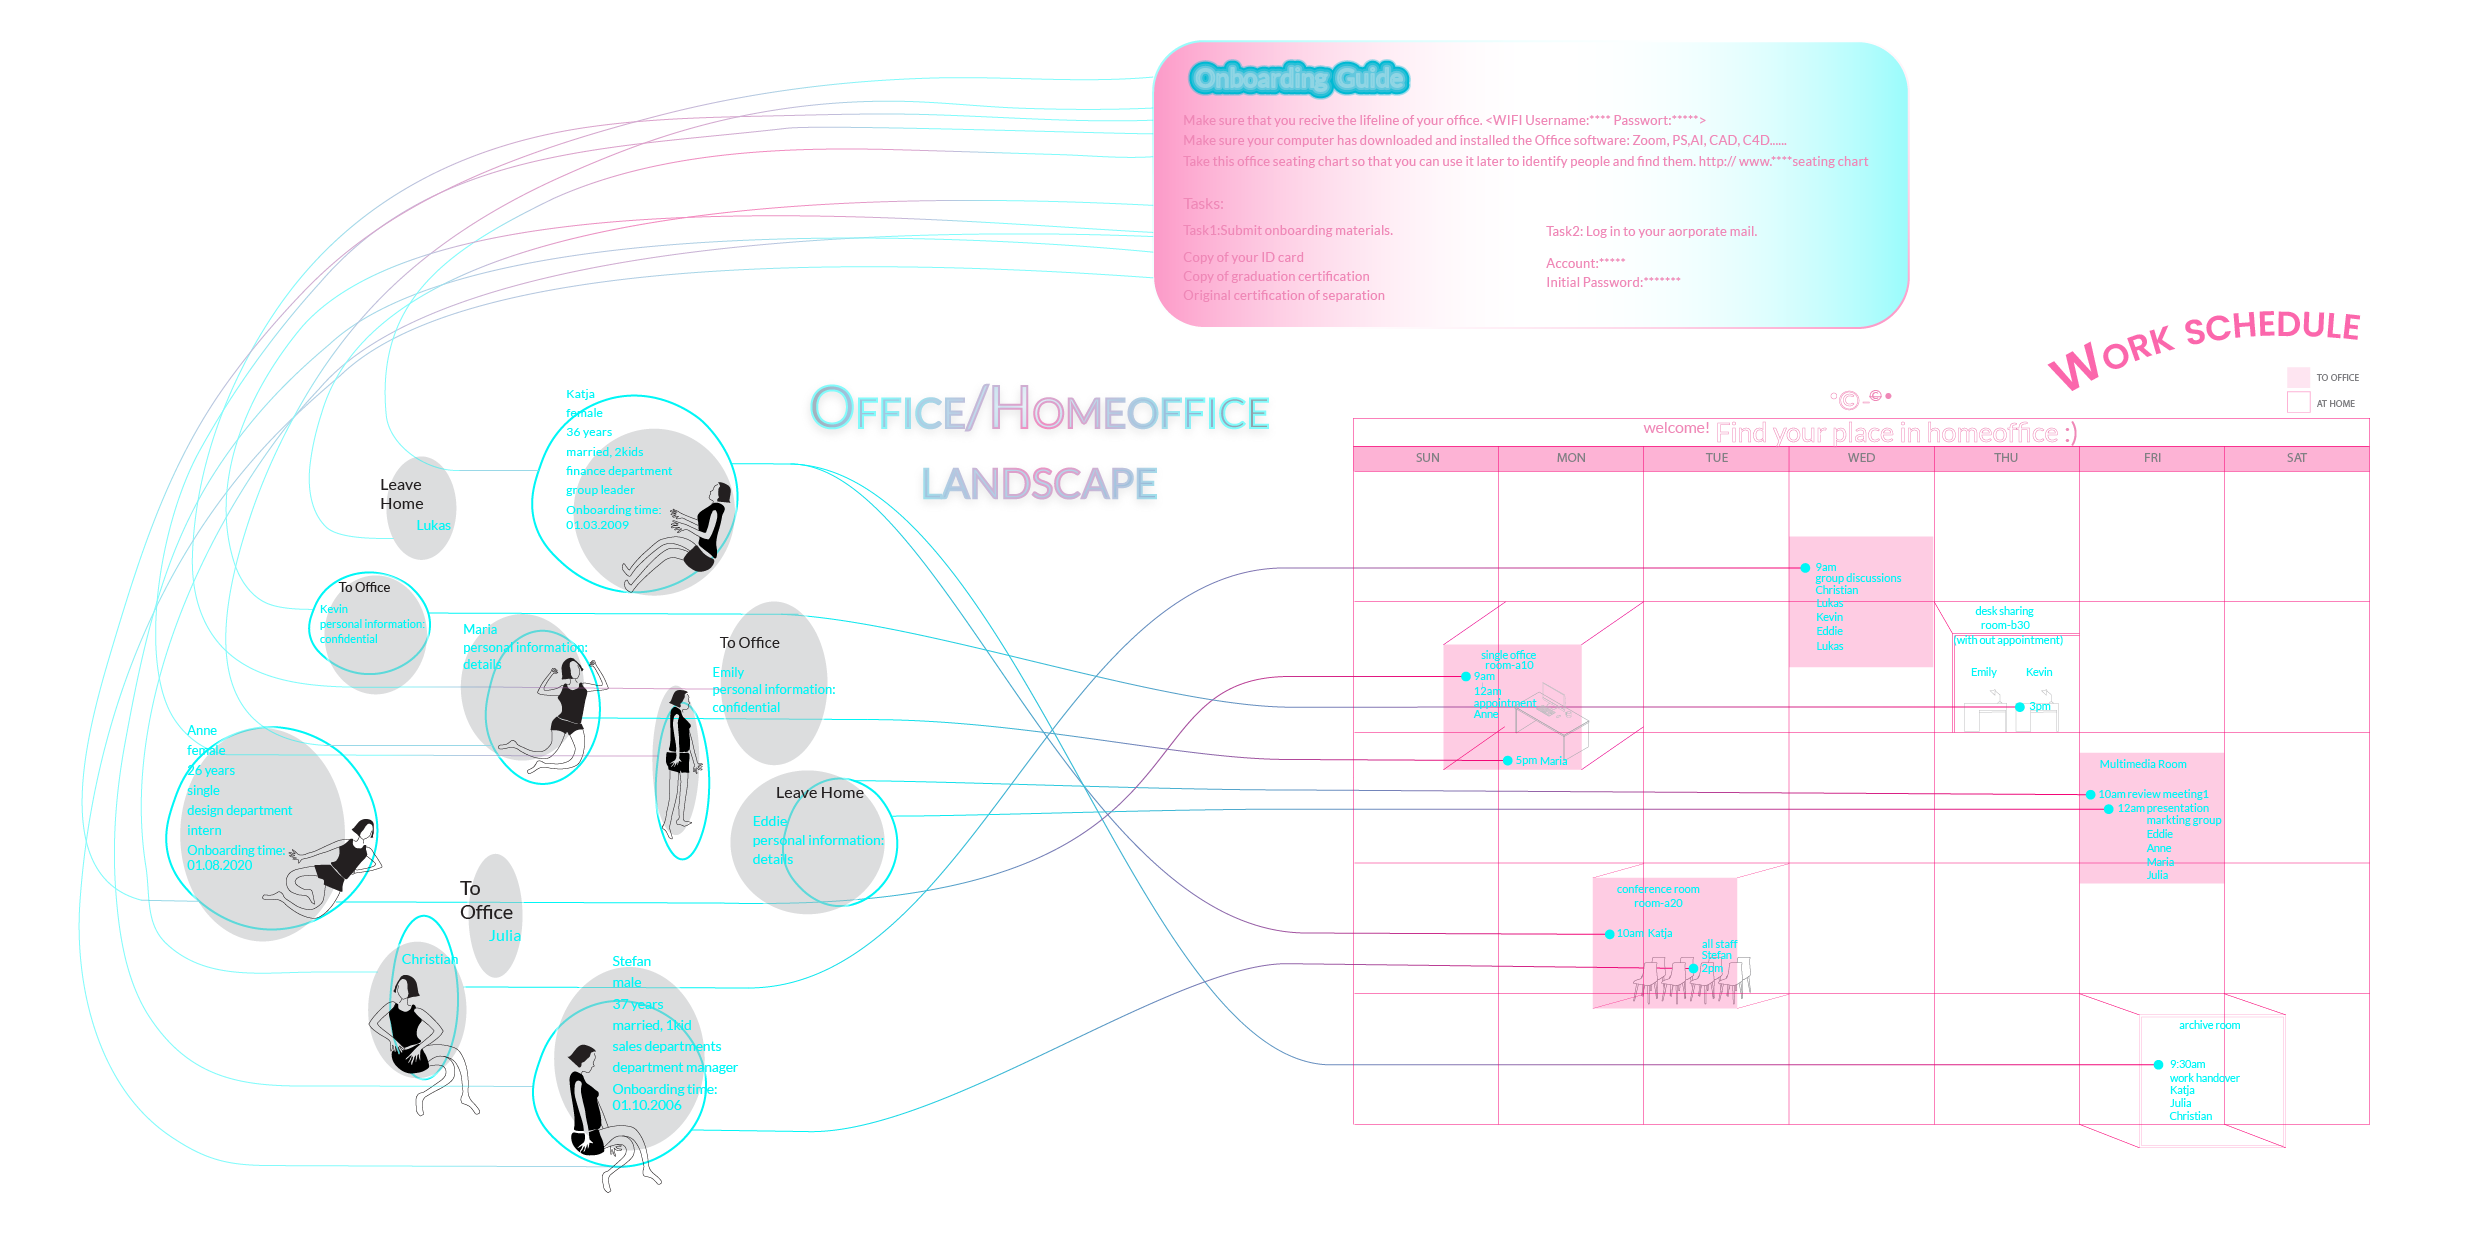 Onboarding Guide
Make sure that you recive the lifeline of your office. <WIFI Username:**** Passwort:*****>
Make sure your computer has downloaded and installed the Office software: Zoom, PS,AI, CAD, C4D......
Take this office seating chart so that you can use it later to identify people and find them. http:// www.****seating chart
Tasks:
Task1:Submit onboarding materials.
Copy of your ID card
Copy of graduation certification
Original certification of separation
Task2: Log in to your aorporate mail.
Account:*****
Initial Password:*******
OFFICE/HOMEOFFICE
LANDSCAPE
Katja
female
36 years
married, 2kids
finance department
group leader
Onboarding time:
01.03.2009
Leave
Home
Lukas
To Office
Kevin
personal information:
confidential
Maria
personal information:
details
To Office
Emily
personal information:
confidential
Anne
female
26 years
single
design department
intern
Onboarding time:
01.08.2020
Leave Home
Eddie
personal information:
details
To
Office
Julia
Christian
Stefan
male
37 years
married, 1kid
sales departments
department manager
Onboarding time:
01.10.2006
WORK SCHEDULE
TO OFFICE
AT HOME
°©-©•
welcome! Find your place in homeoffice :)
SUN MON TUE WED THU FRI SAT
9am
group discussions
Christian
Lukas
Kevin
Eddie
Lukas
desk sharing
room-b30
(with out appointment)
Emily Kevin
3pm
single office
room-a10
9am
12am
appointment
Anne
5pm Maria
Multimedia Room
10am review meeting1
12am presentation
markting group
Eddie
Anne
Maria
Julia
conference room
room-a20
10am Katja
all staff
Stefan
2pm
archive room
9:30am
work handover
Katja
Julia
Christian